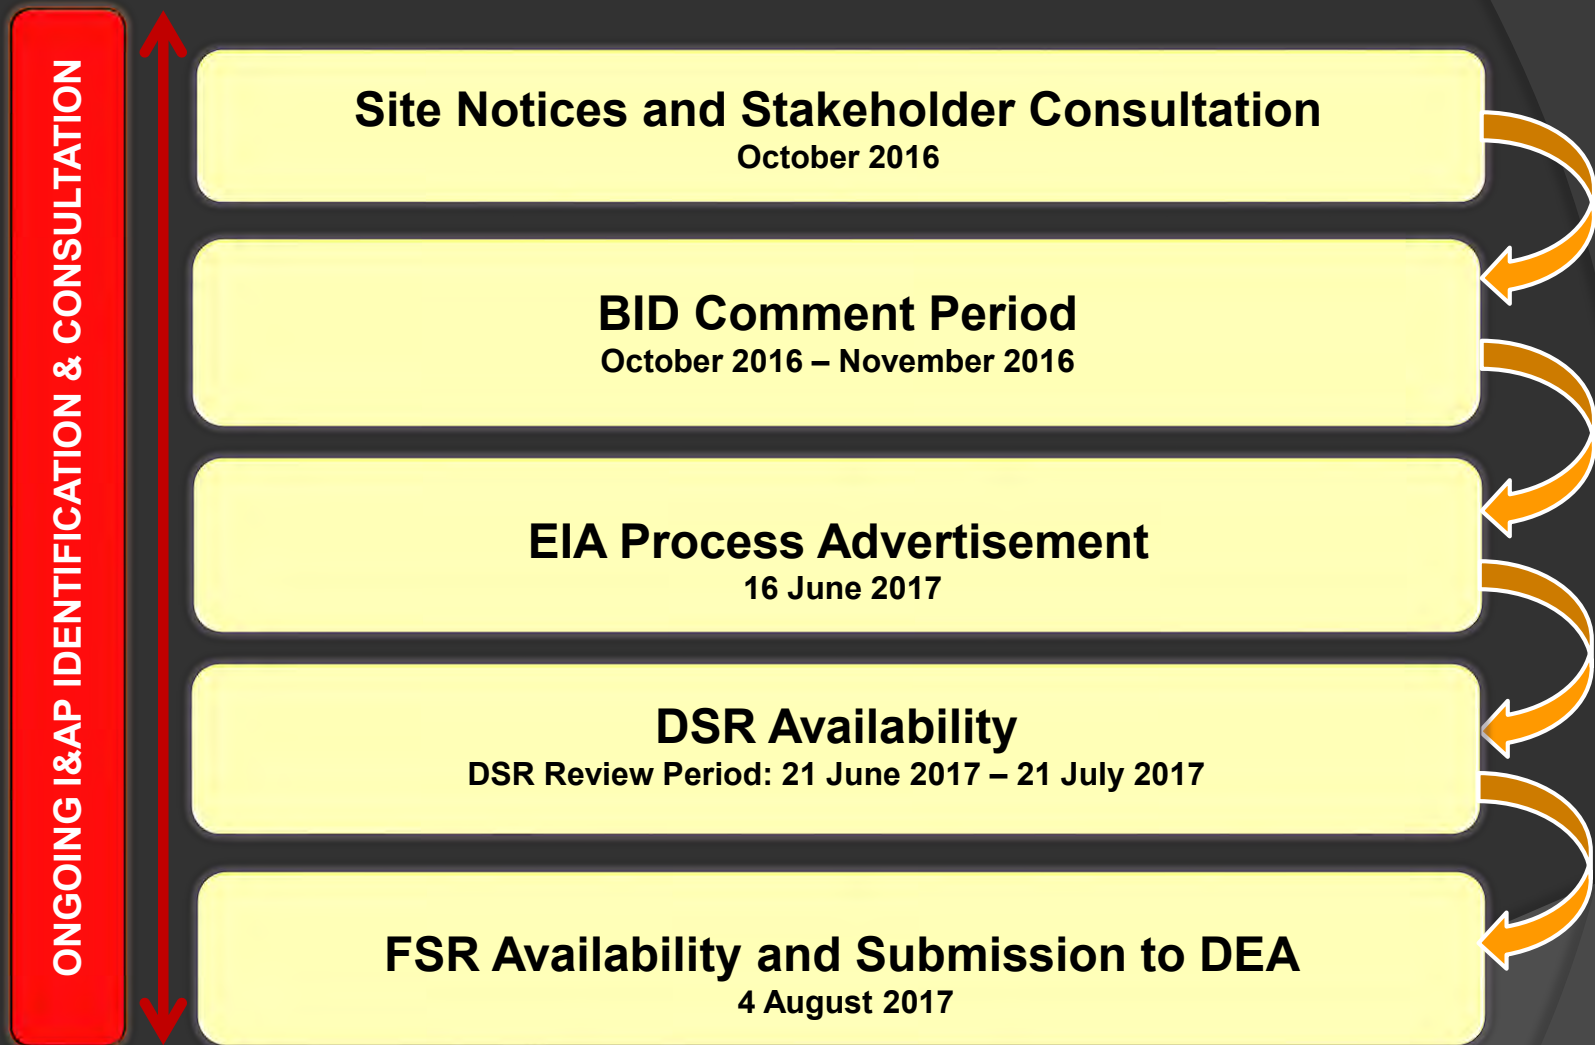 ONGOING I&AP IDENTIFICATION & CONSULTATION
Site Notices and Stakeholder Consultation
October 2016
BID Comment Period
October 2016 – November 2016
EIA Process Advertisement
16 June 2017
DSR Availability
DSR Review Period: 21 June 2017 – 21 July 2017
FSR Availability and Submission to DEA
4 August 2017